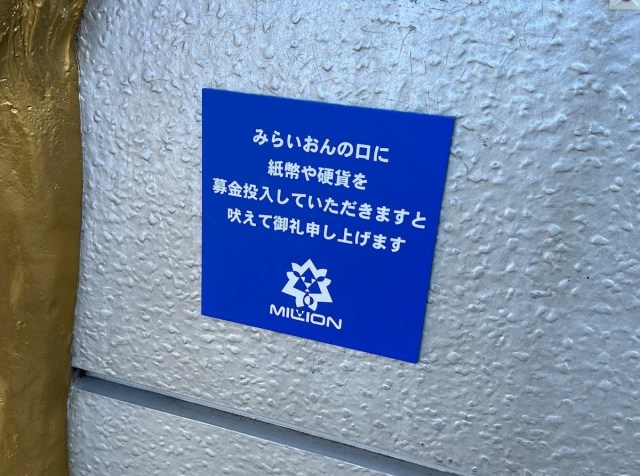 みらいおんの口に
紙幣や硬貨を
募金投入していただきますと
吠えて御礼申し上げます
MILLION